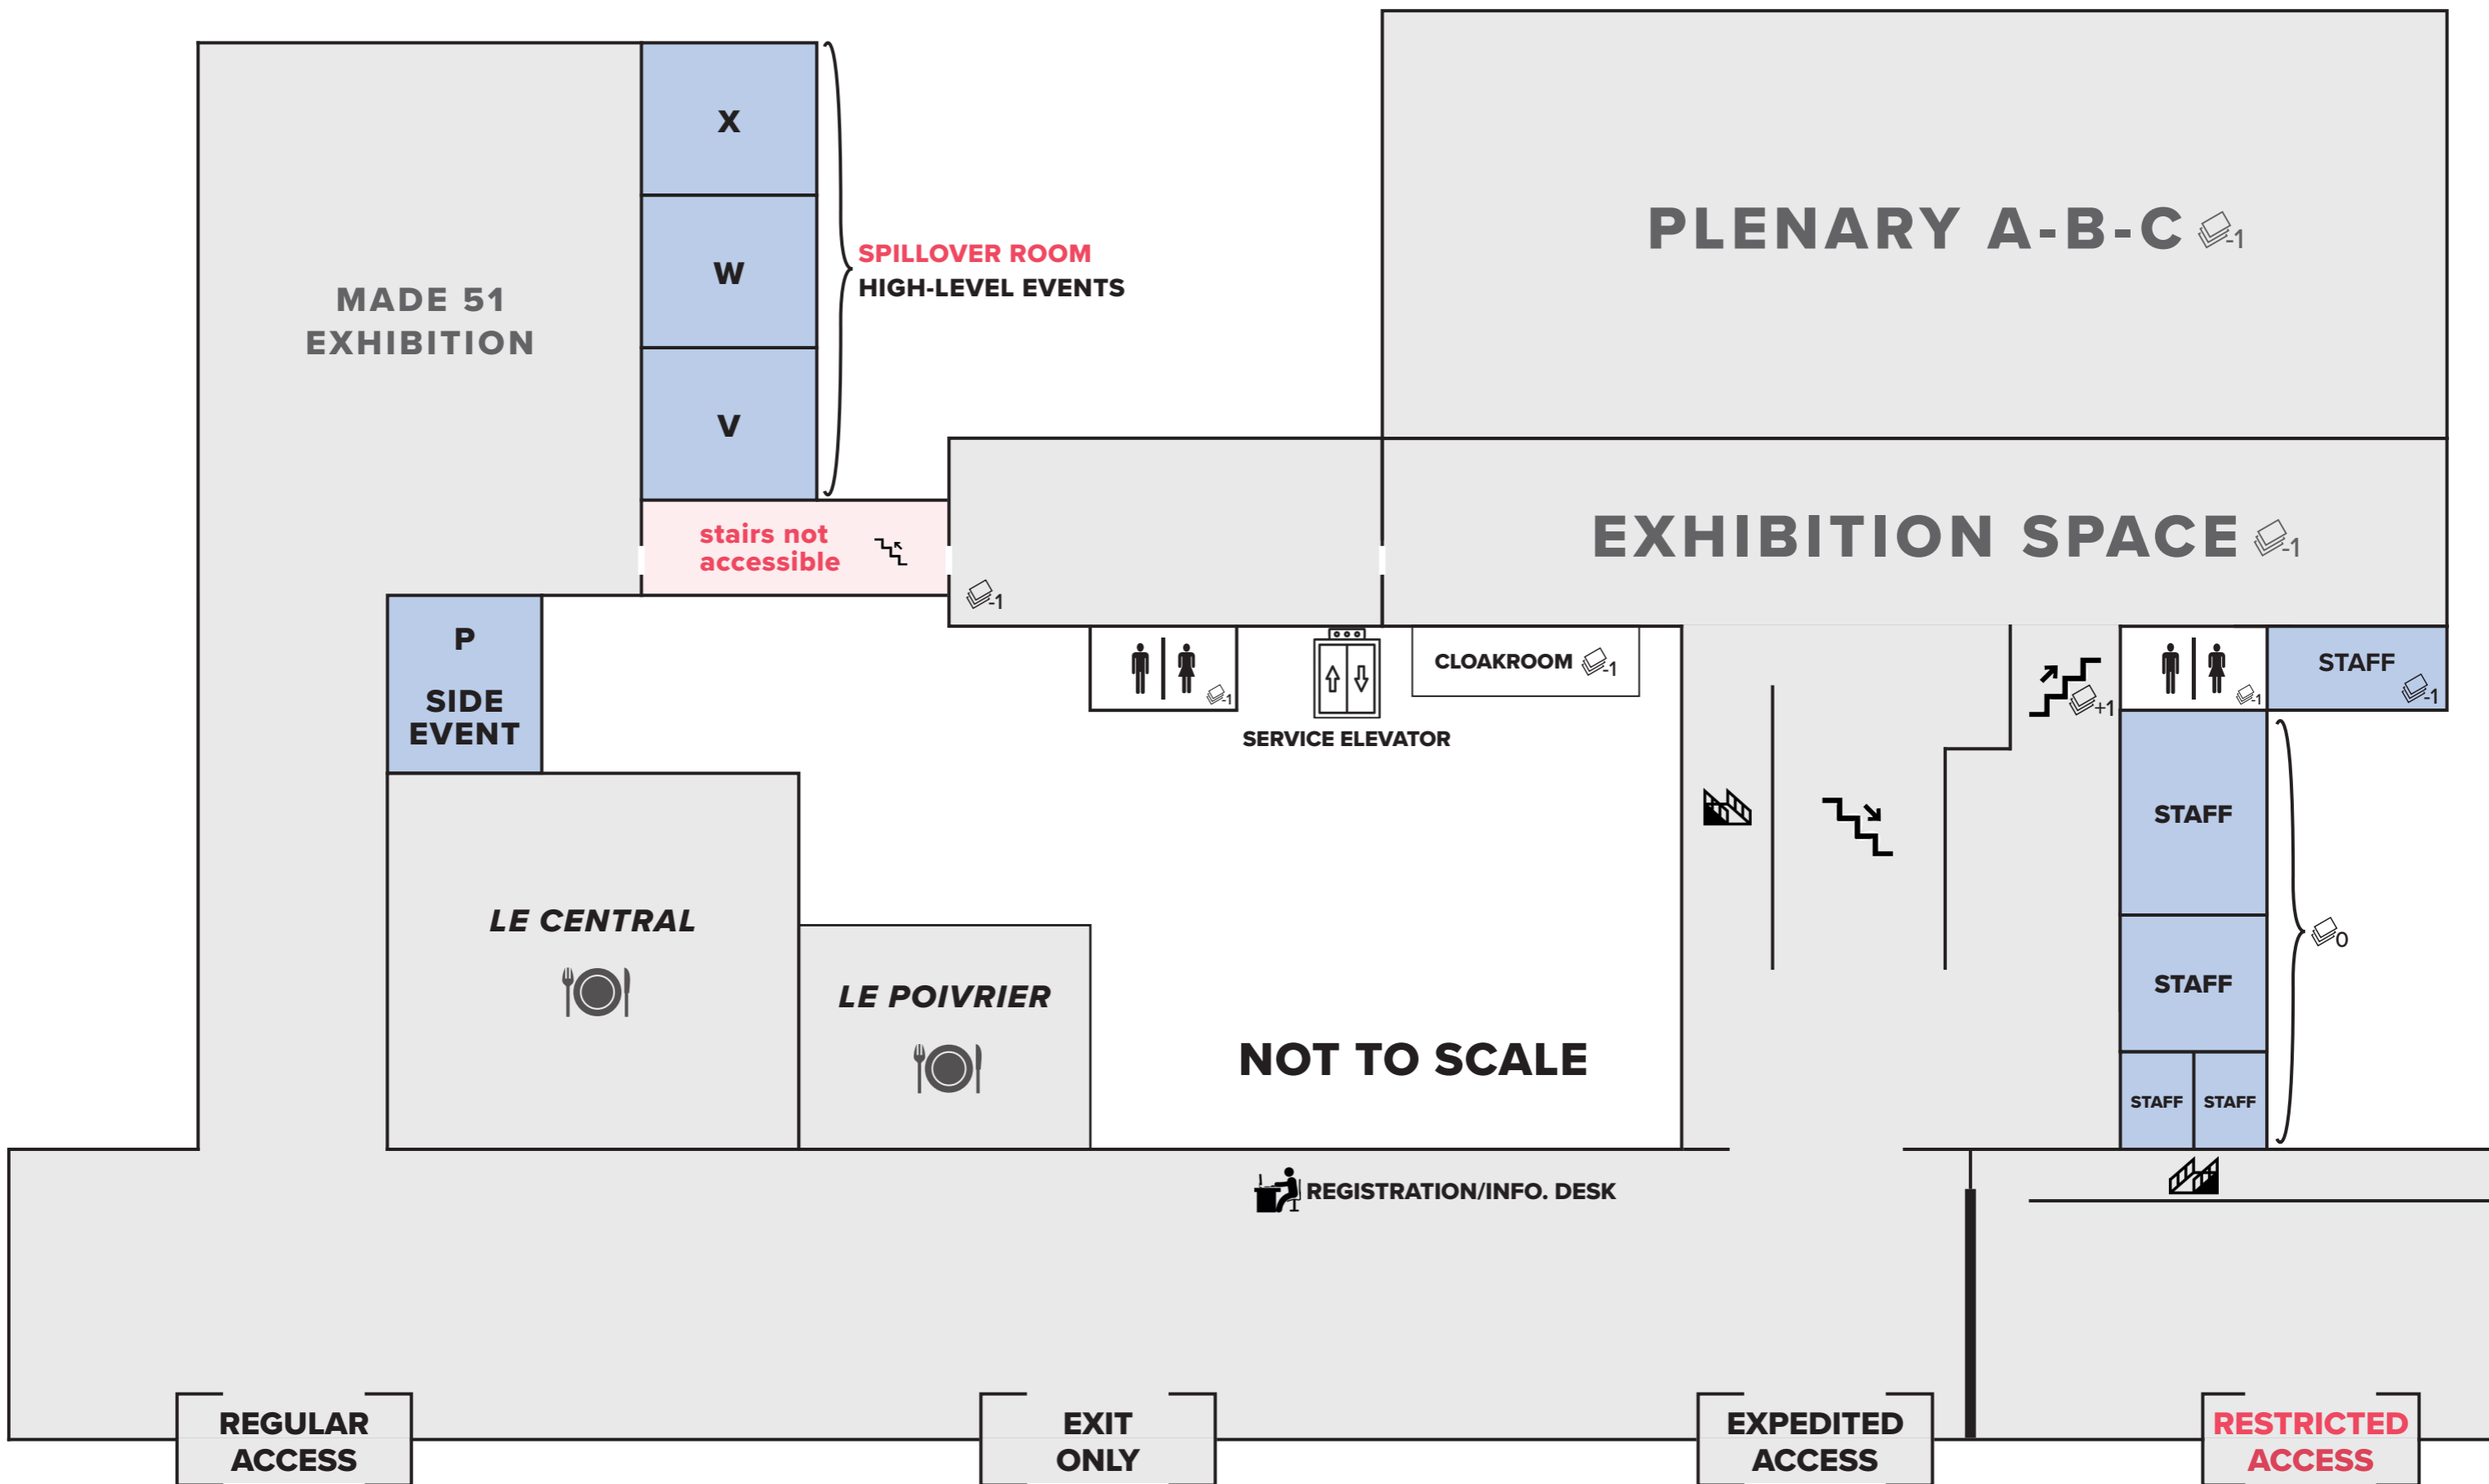 X
W
V
SPILLOVER ROOM
HIGH-LEVEL EVENTS
MADE 51
EXHIBITION
PLENARY A-B-C -1
EXHIBITION SPACE -1
stairs not
accessible
-1
P
SIDE
EVENT
-1
SERVICE ELEVATOR
CLOAKROOM -1
+1
-1
STAFF
-1
STAFF
STAFF
STAFF
STAFF
0
LE CENTRAL
LE POIVRIER
NOT TO SCALE
REGISTRATION/INFO. DESK
REGULAR
ACCESS
EXIT
ONLY
EXPEDITED
ACCESS
RESTRICTED
ACCESS